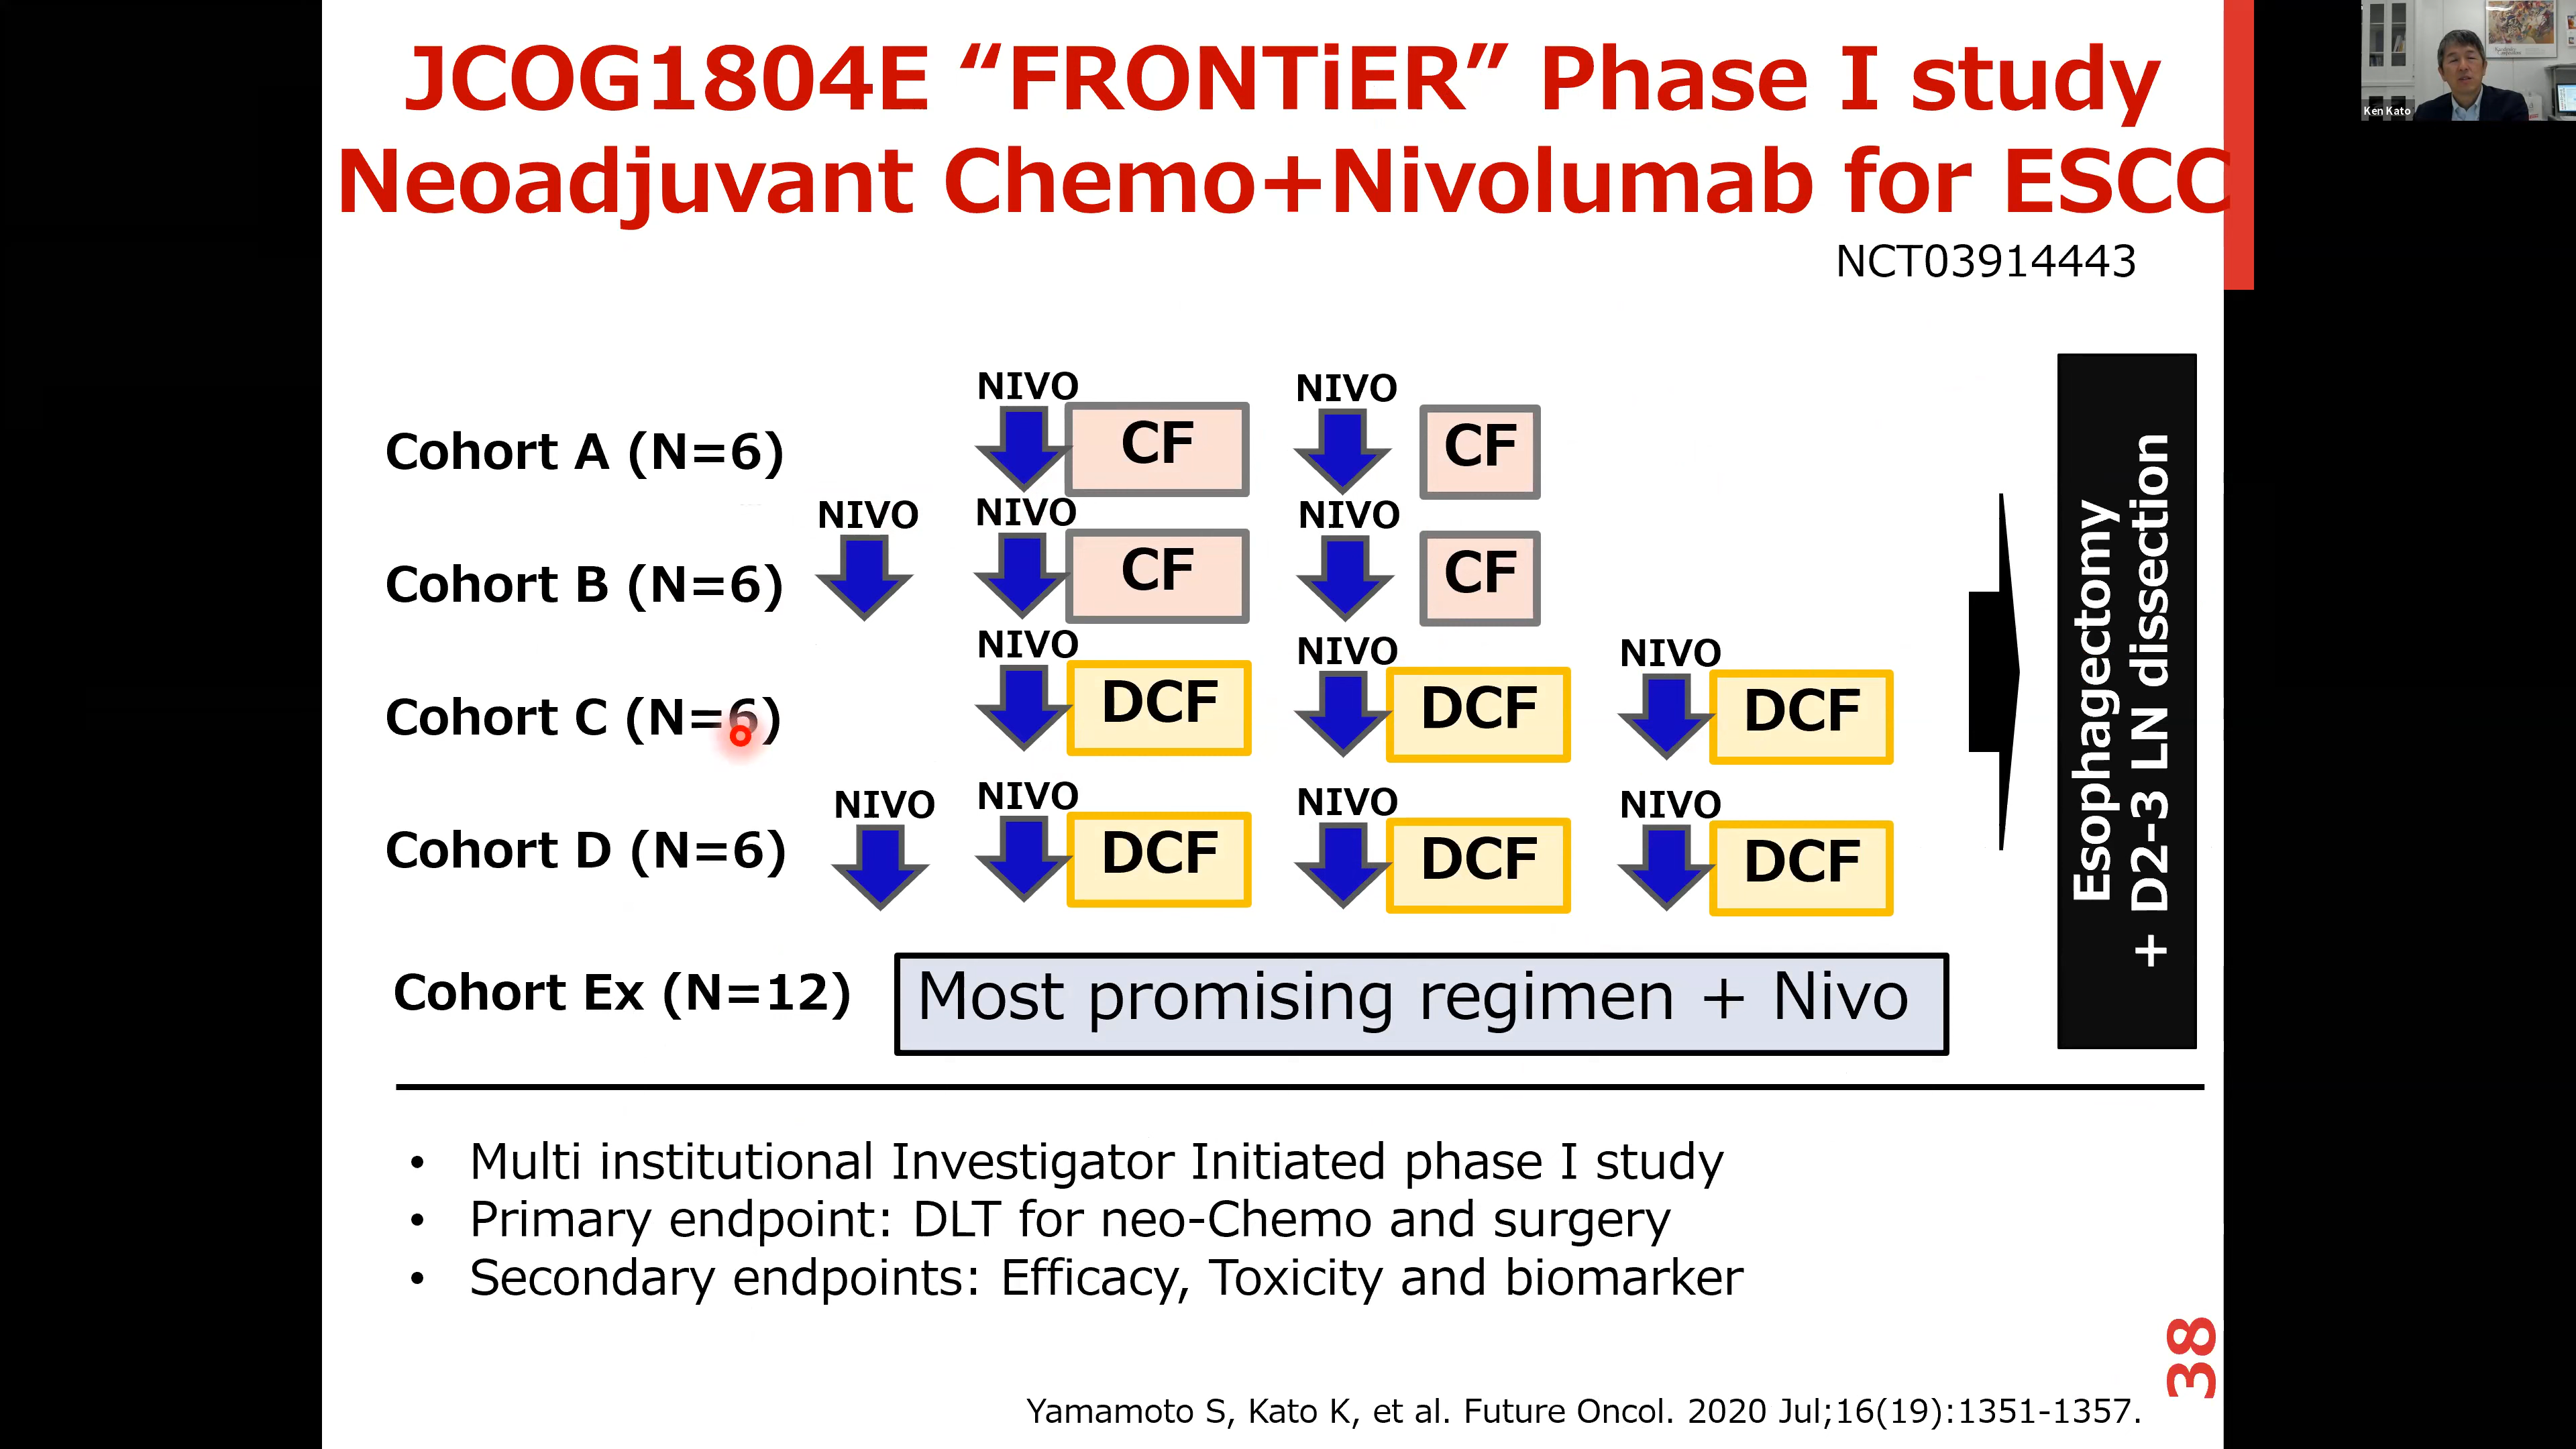 JCOG1804E “FRONTiER” Phase I study
Neoadjuvant Chemo+Nivolumab for ESCC
NCT03914443
Ken Kato
NIVO NIVO
Cohort A (N=6) CF CF
NIVO NIVO NIVO
Cohort B (N=6) CF CF
NIVO NIVO NIVO
Cohort C (N=6) DCF DCF DCF
NIVO NIVO NIVO NIVO
Cohort D (N=6) DCF DCF DCF
Cohort Ex (N=12) Most promising regimen + Nivo
Esophagectomy
+ D2-3 LN dissection
• Multi institutional Investigator Initiated phase I study
• Primary endpoint: DLT for neo-Chemo and surgery
• Secondary endpoints: Efficacy, Toxicity and biomarker
38
Yamamoto S, Kato K, et al. Future Oncol. 2020 Jul;16(19):1351-1357.